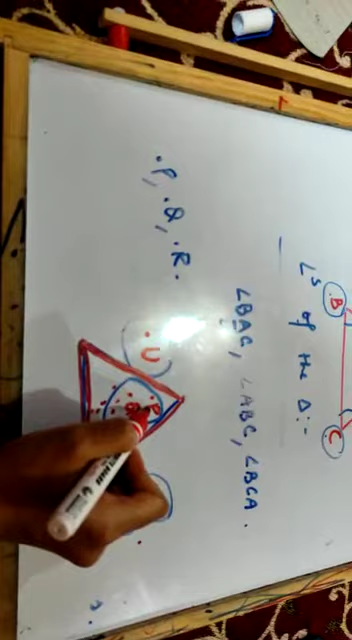 .B .C
∠s of the Δ:-
∠BAC, ∠ABC, ∠BCA.
.P, .Q, .R.
.U